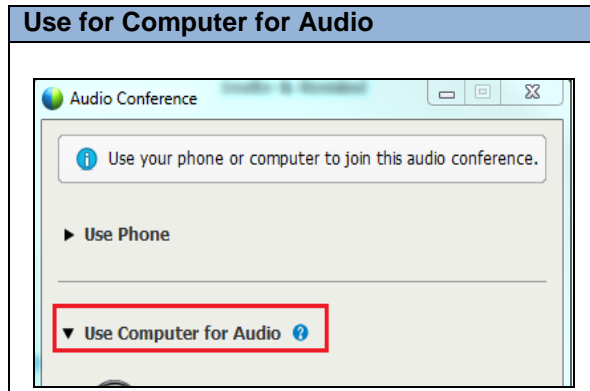 Use for Computer for Audio
Audio Conference
Use your phone or computer to join this audio conference.
Use Phone
Use Computer for Audio